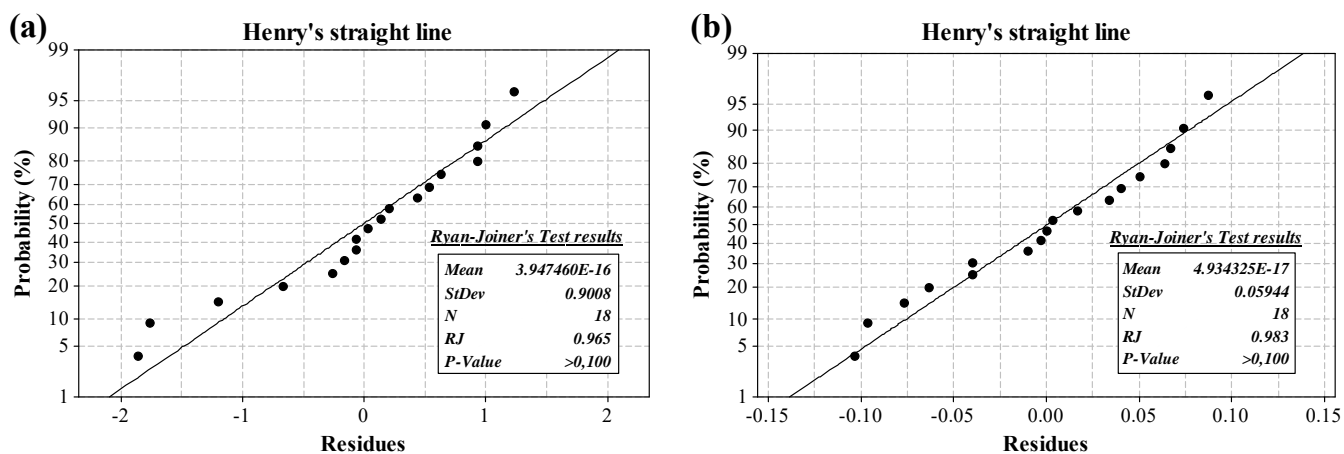 (a)
Henry's straight line
99
95
90
80
70
60
50
40
30
20
10
5
1
Probability (%)
-2
-1
0
1
2
Residues
Ryan-Joiner's Test results
Mean 3.947460E-16
StDev 0.9008
N 18
RJ 0.965
P-Value >0,100
(b)
Henry's straight line
99
95
90
80
70
60
50
40
30
20
10
5
1
Probability (%)
-0.15
-0.10
-0.05
0.00
0.05
0.10
0.15
Residues
Ryan-Joiner's Test results
Mean 4.934325E-17
StDev 0.05944
N 18
RJ 0.983
P-Value >0,100